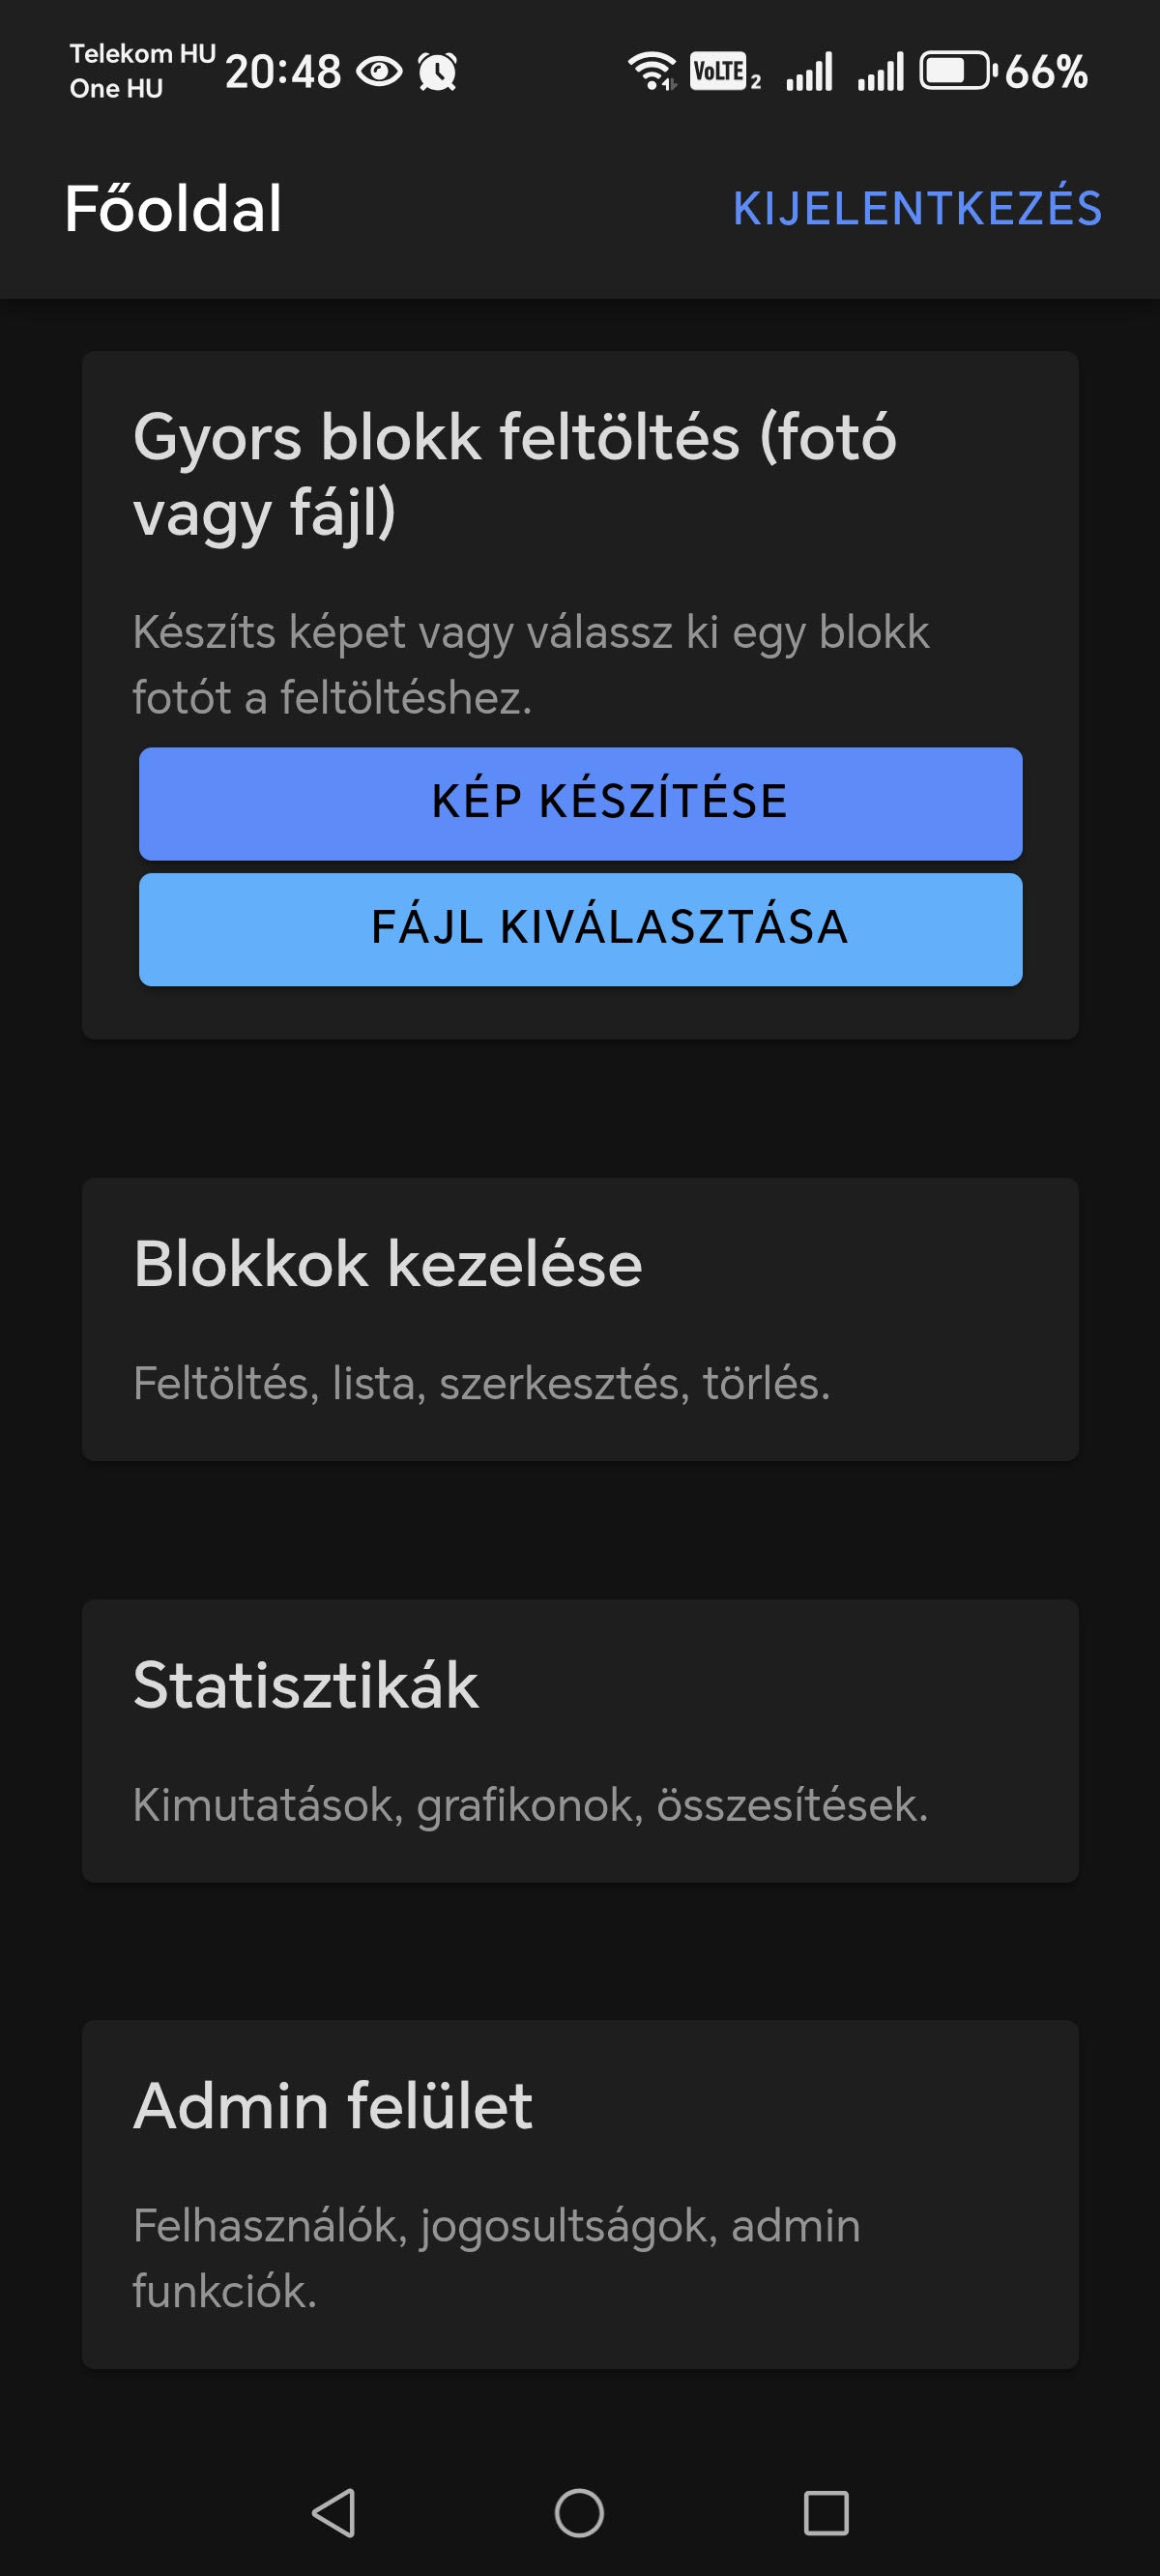 Telekom HU
One HU
20:48
VoLTE 2
66%
Főoldal
KIJELENTKEZÉS
Gyors blokk feltöltés (fotó
vagy fájl)
Készíts képet vagy válassz ki egy blokk
fotót a feltöltéshez.
KÉP KÉSZÍTÉSE
FÁJL KIVÁLASZTÁSA
Blokkok kezelése
Feltöltés, lista, szerkesztés, törlés.
Statisztikák
Kimutatások, grafikonok, összesítések.
Admin felület
Felhasználók, jogosultságok, admin
funkciók.